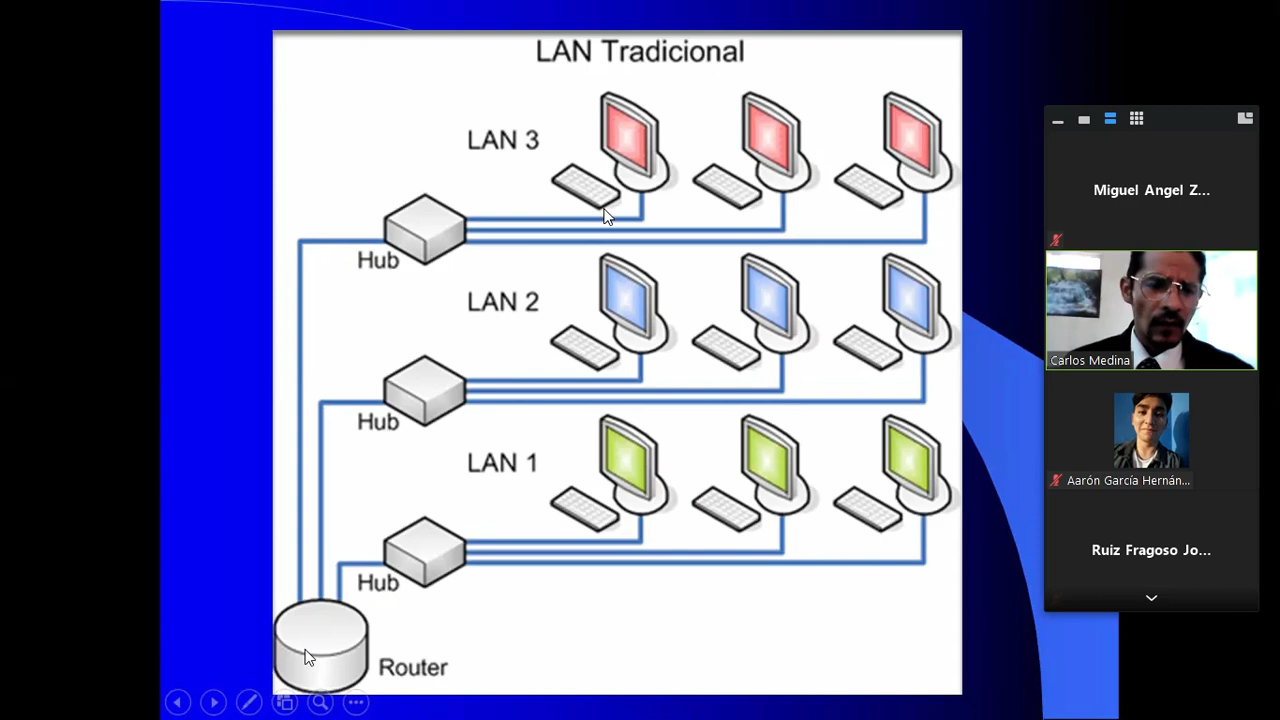 LAN Tradicional
LAN 3
Hub
LAN 2
Hub
LAN 1
Hub
Router
Miguel Angel Z...
Carlos Medina
Aarón García Hernán...
Ruiz Fragoso Jo...